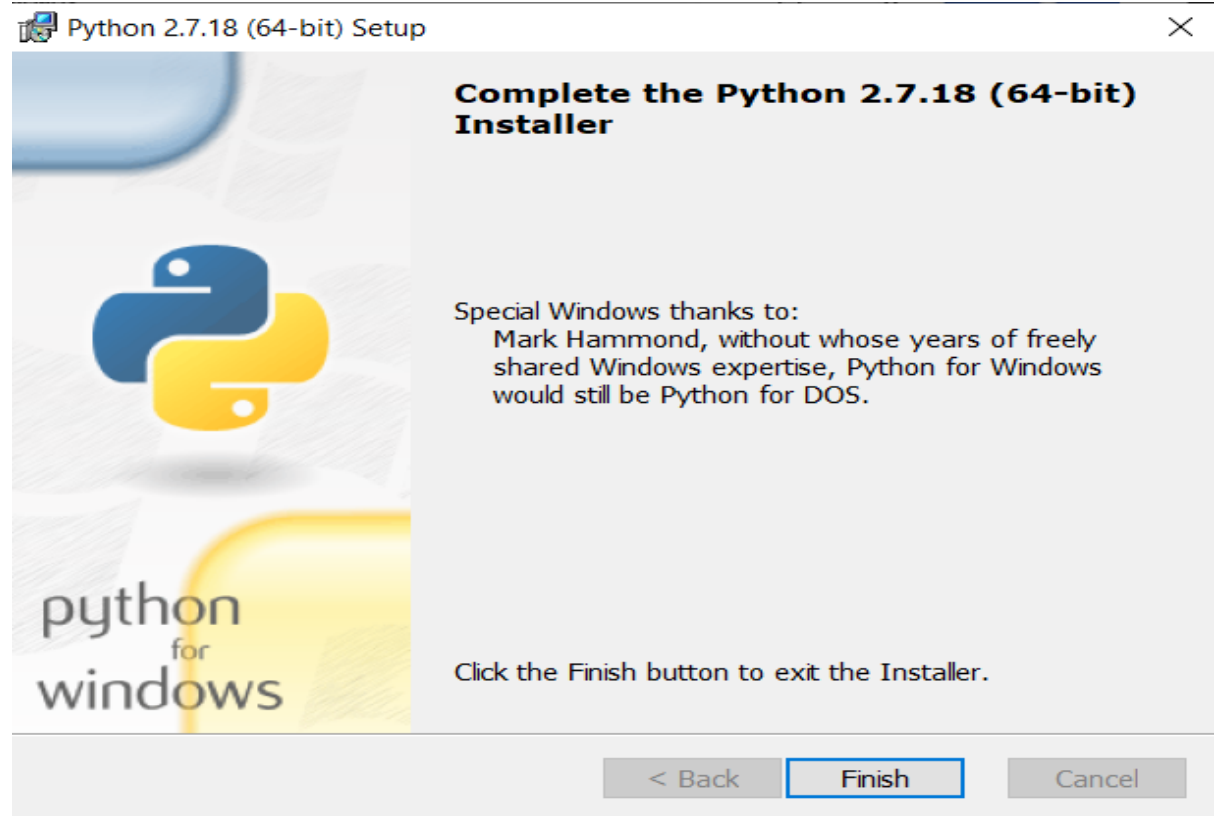 Python 2.7.18 (64-bit) Setup
Complete the Python 2.7.18 (64-bit)
Installer
Special Windows thanks to:
Mark Hammond, without whose years of freely
shared Windows expertise, Python for Windows
would still be Python for DOS.
python
for
windows
Click the Finish button to exit the Installer.
< Back
Finish
Cancel